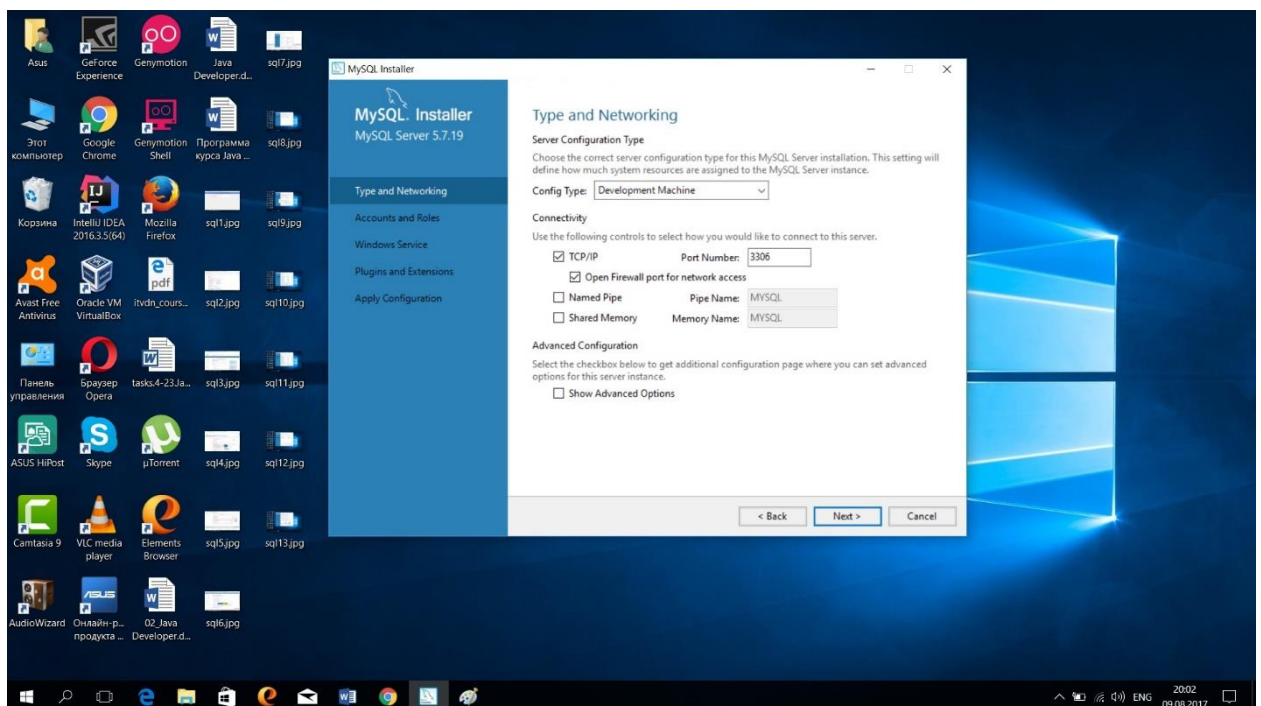 Asus
GeForce Experience
Genymotion
Java Developer.d...
sql7.jpg
Этот компьютер
Google Chrome
Genymotion Shell
Программа курса Java ...
sql8.jpg
Корзина
IntelliJ IDEA 2016.3.5(64)
Mozilla Firefox
sql1.jpg
sql9.jpg
Avast Free Antivirus
Oracle VM VirtualBox
itvdn_cours...
sql2.jpg
sql10.jpg
Панель управления
Браузер Opera
tasks.4-23.Ja...
sql3.jpg
sql11.jpg
ASUS HiPost
Skype
µTorrent
sql4.jpg
sql12.jpg
Camtasia 9
VLC media player
Elements Browser
sql5.jpg
sql13.jpg
AudioWizard
Онлайн-р... продукта ...
02_Java Developer.d...
sql6.jpg
MySQL Installer
MySQL. Installer
MySQL Server 5.7.19
Type and Networking
Accounts and Roles
Windows Service
Plugins and Extensions
Apply Configuration
Type and Networking
Server Configuration Type
Choose the correct server configuration type for this MySQL Server installation. This setting will
define how much system resources are assigned to the MySQL Server instance.
Config Type: Development Machine
Connectivity
Use the following controls to select how you would like to connect to this server.
TCP/IP Port Number: 3306
Open Firewall port for network access
Named Pipe Pipe Name: MYSQL
Shared Memory Memory Name: MYSQL
Advanced Configuration
Select the checkbox below to get additional configuration page where you can set advanced
options for this server instance.
Show Advanced Options
< Back Next > Cancel
ENG
20:02
09.08.2017